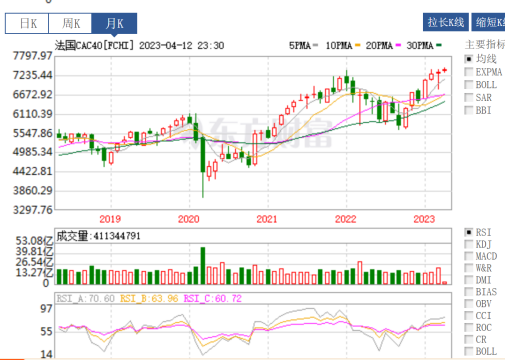 日K 周K 月K 拉长K线 缩短K线
法国CAC40[FCHI] 2023-04-12 23:30 5PMA 10PMA 20PMA 30PMA 主要指标
7797.97
7235.44
6672.92
6110.39
5547.86
4985.34
4422.81
3860.29
3297.76
均线
EXPMA
BOLL
SAR
BBI
2019 2020 2021 2022 2023
成交量:411344791
53.08亿
39.81亿
26.54亿
13.27亿
0
RSI_A:70.60 RSI_B:63.96 RSI_C:60.72
97
55
14
RSI
KDJ
MACD
W&R
DMI
BIAS
OBV
CCI
ROC
CR
BOLL